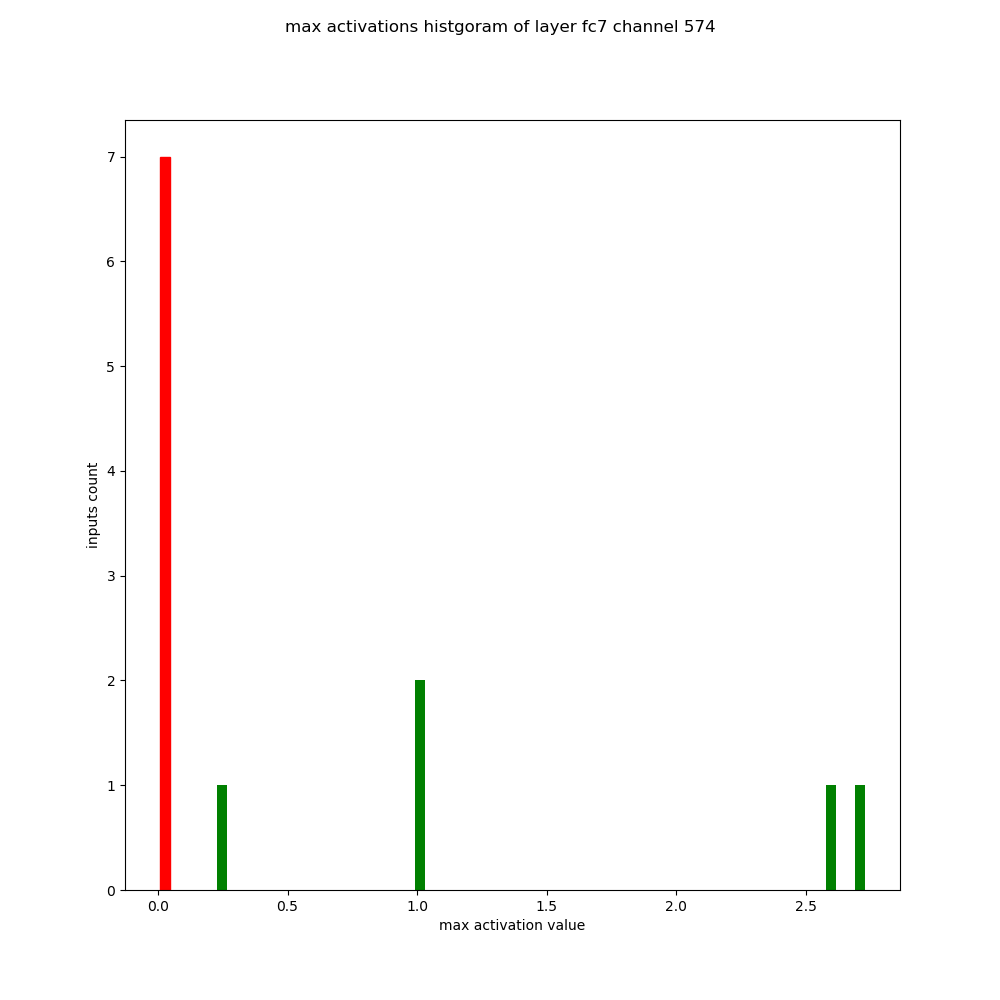 max activations histgoram of layer fc7 channel 574
7
6
5
4
3
2
1
0
inputs count
0.0 0.5 1.0 1.5 2.0 2.5
max activation value